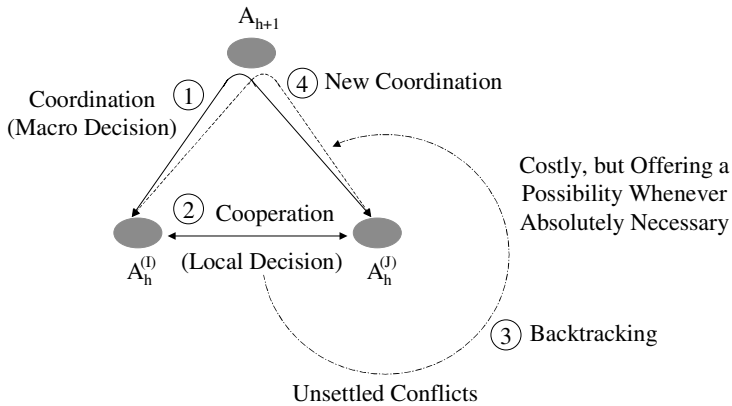 A_{h+1}
① ④ New Coordination
Coordination
(Macro Decision)
Costly, but Offering a
Possibility Whenever
Absolutely Necessary
② Cooperation
(Local Decision)
A_h^{(I)} A_h^{(J)}
③ Backtracking
Unsettled Conflicts